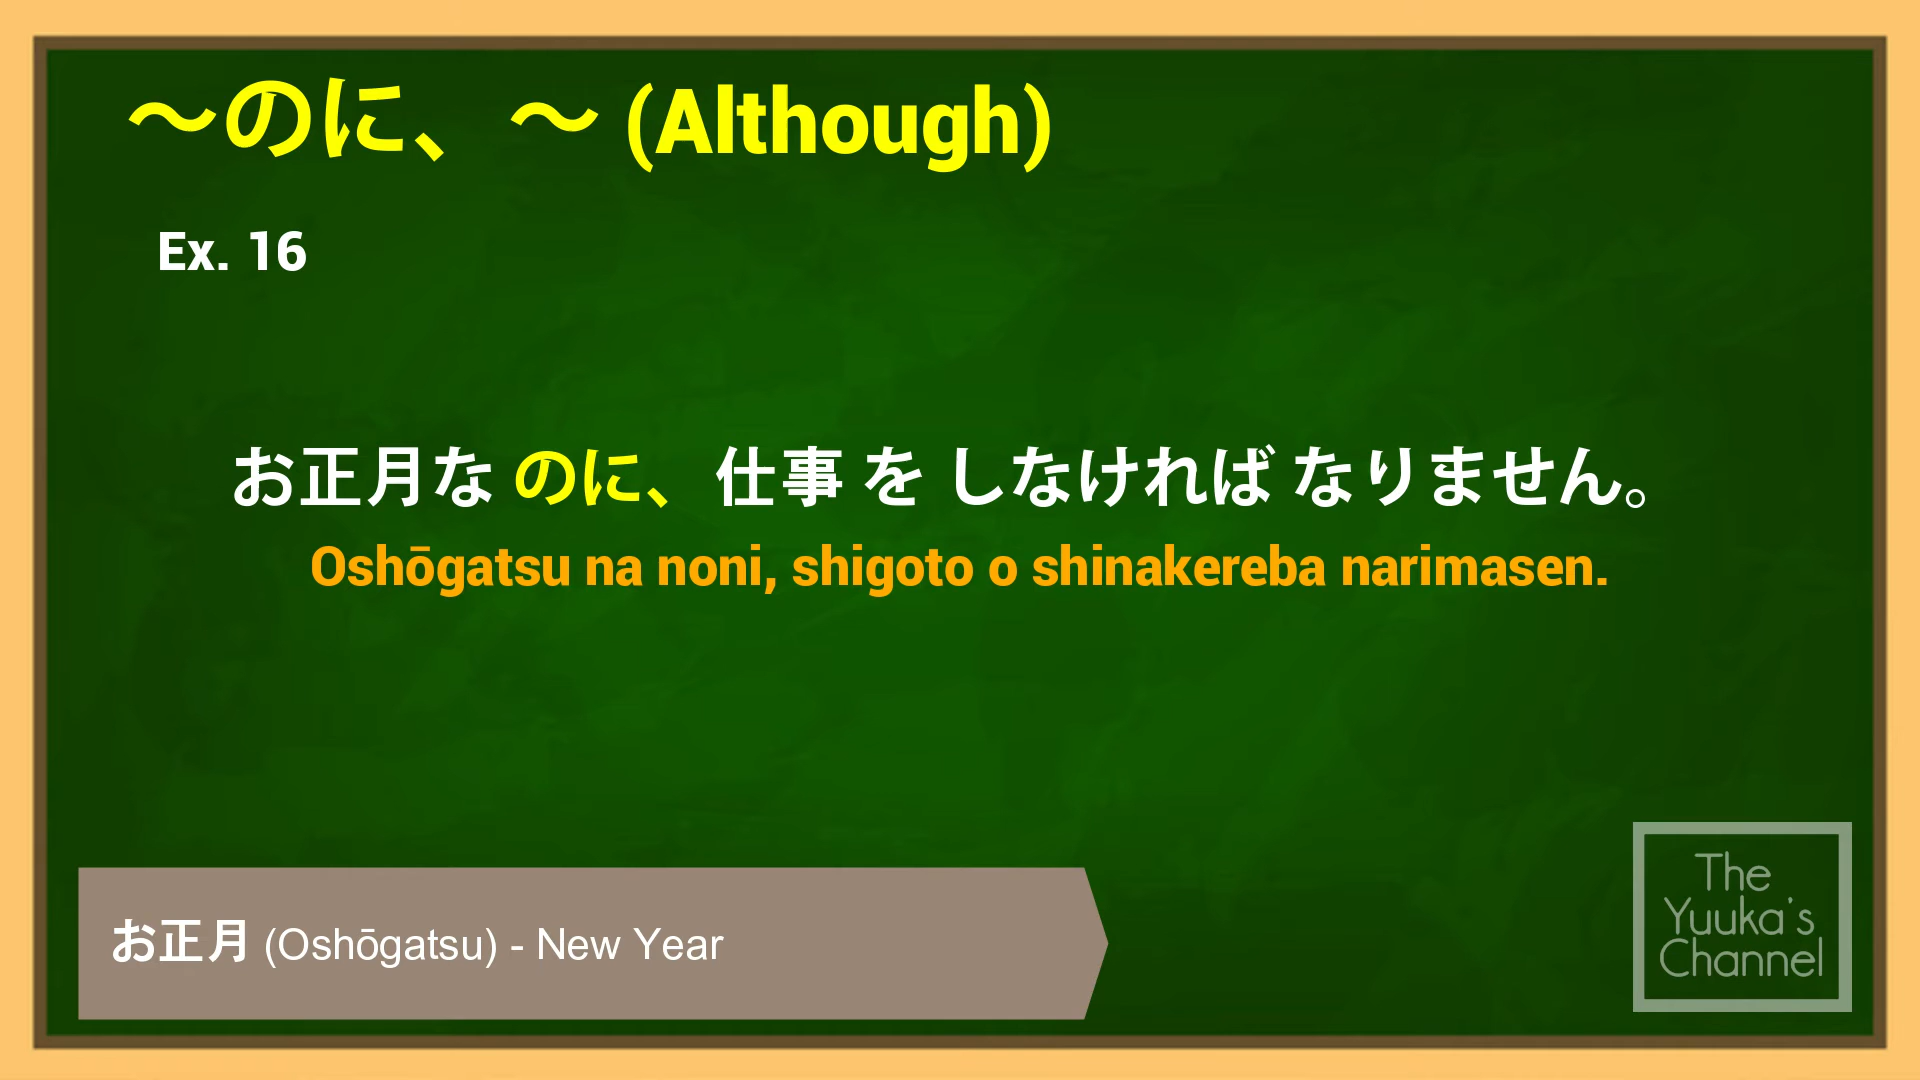 ～のに、～ (Although)
Ex. 16
お正月な のに、 仕事 を しなければ なりません。
Oshōgatsu na noni, shigoto o shinakereba narimasen.
お正月 (Oshōgatsu) - New Year
The
Yuuka's
Channel